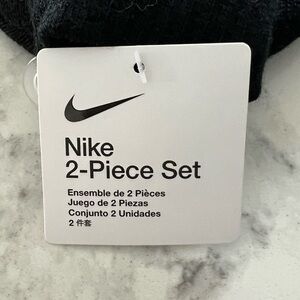 Nike
2-Piece Set
Ensemble de 2 Pièces
Juego de 2 Piezas
Conjunto 2 Unidades
2 件套